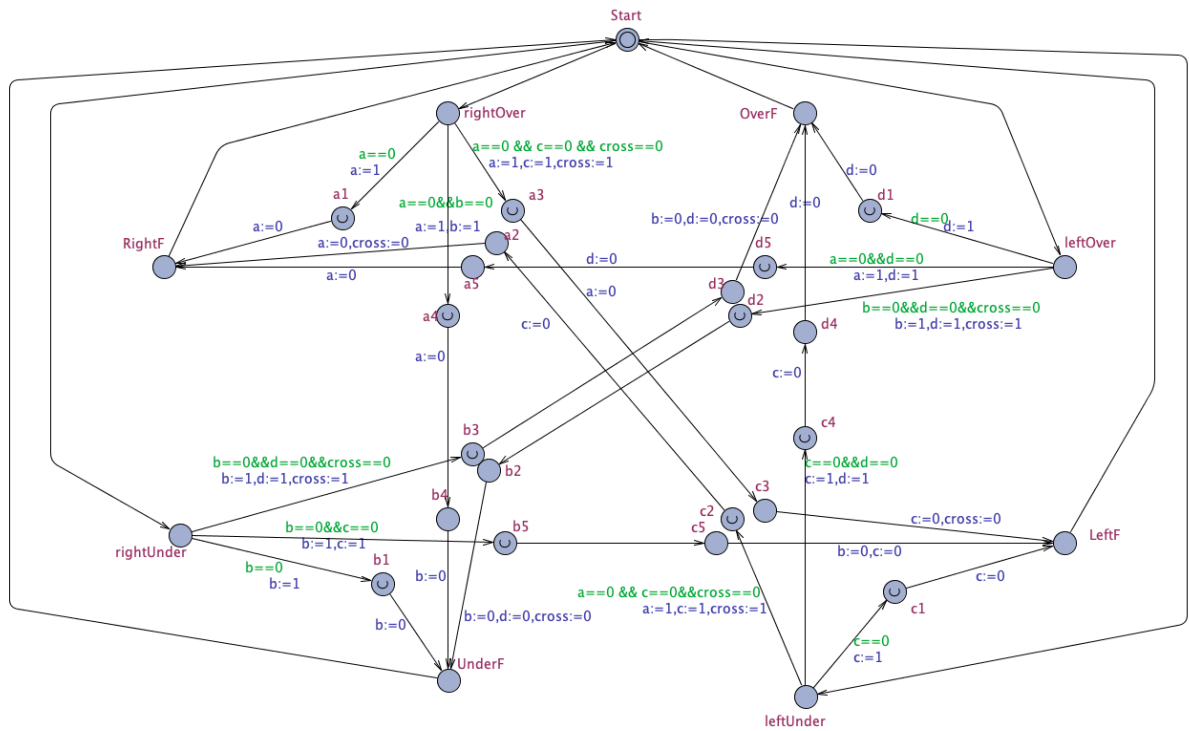 Start
rightOver
OverF
a==0 && c==0 && cross==0
a:=1,c:=1,cross:=1
a==0
a:=1
d:=0
a1
a3
d1
a==0&&b==0
d:=0
b:=0,d:=0,cross:=0
d==0
d:=1
a:=0
a:=1,b:=1
a2
d5
leftOver
RightF
a:=0,cross:=0
d:=0
a==0&&d==0
a:=0
a5
a:=1,d:=1
d3
a:=0
d2
b==0&&d==0&&cross==0
a4
c:=0
d4
b:=1,d:=1,cross:=1
a:=0
c:=0
c4
b3
b==0&&d==0&&cross==0
c==0&&d==0
b2
b:=1,d:=1,cross:=1
c:=1,d:=1
c3
b4
c2
c:=0,cross:=0
b==0&&c==0
b5
c5
LeftF
b:=1,c:=1
rightUnder
b:=0,c:=0
b==0
b1
b:=0
c:=0
b:=1
a==0 && c==0&&cross==0
a:=1,c:=1,cross:=1
c1
b:=0
b:=0,d:=0,cross:=0
c==0
c:=1
UnderF
leftUnder